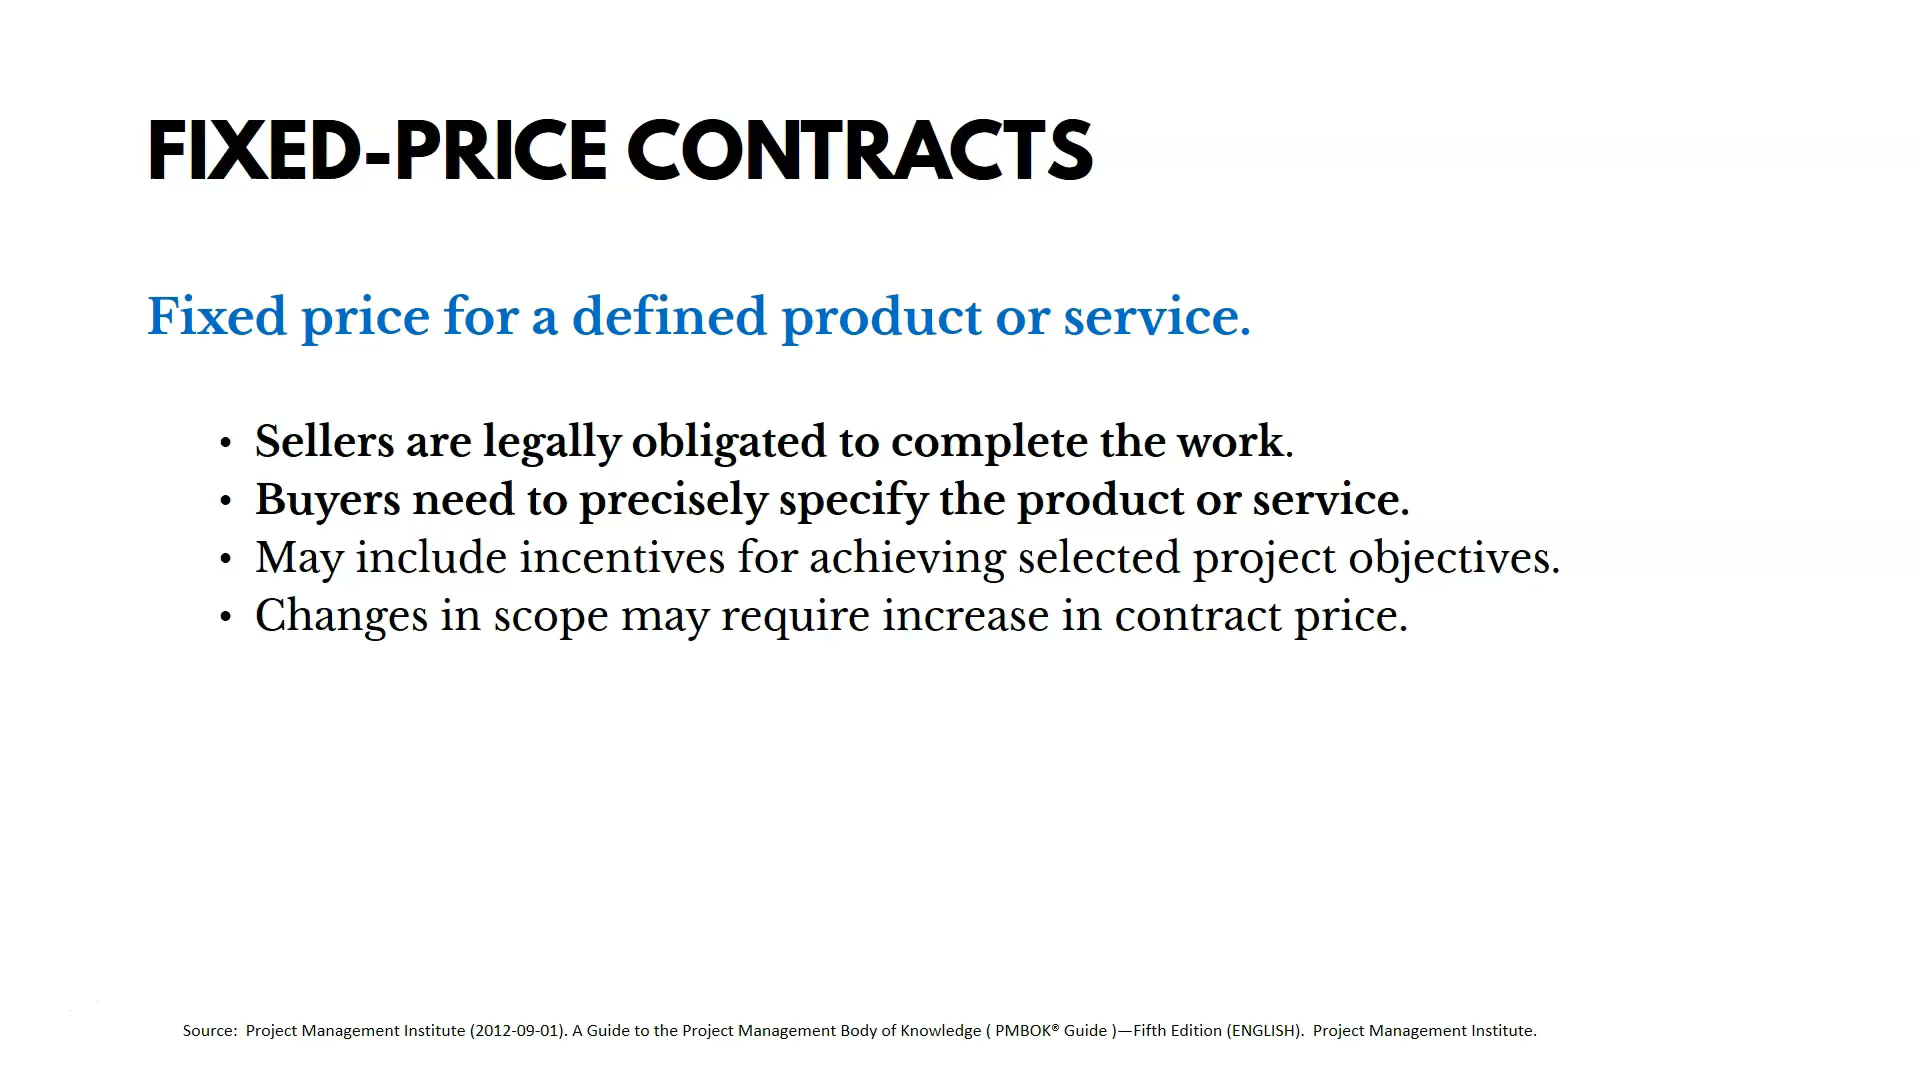 FIXED-PRICE CONTRACTS
Fixed price for a defined product or service.
• Sellers are legally obligated to complete the work.
• Buyers need to precisely specify the product or service.
• May include incentives for achieving selected project objectives.
• Changes in scope may require increase in contract price.
Source:  Project Management Institute (2012-09-01). A Guide to the Project Management Body of Knowledge ( PMBOK® Guide )—Fifth Edition (ENGLISH).  Project Management Institute.